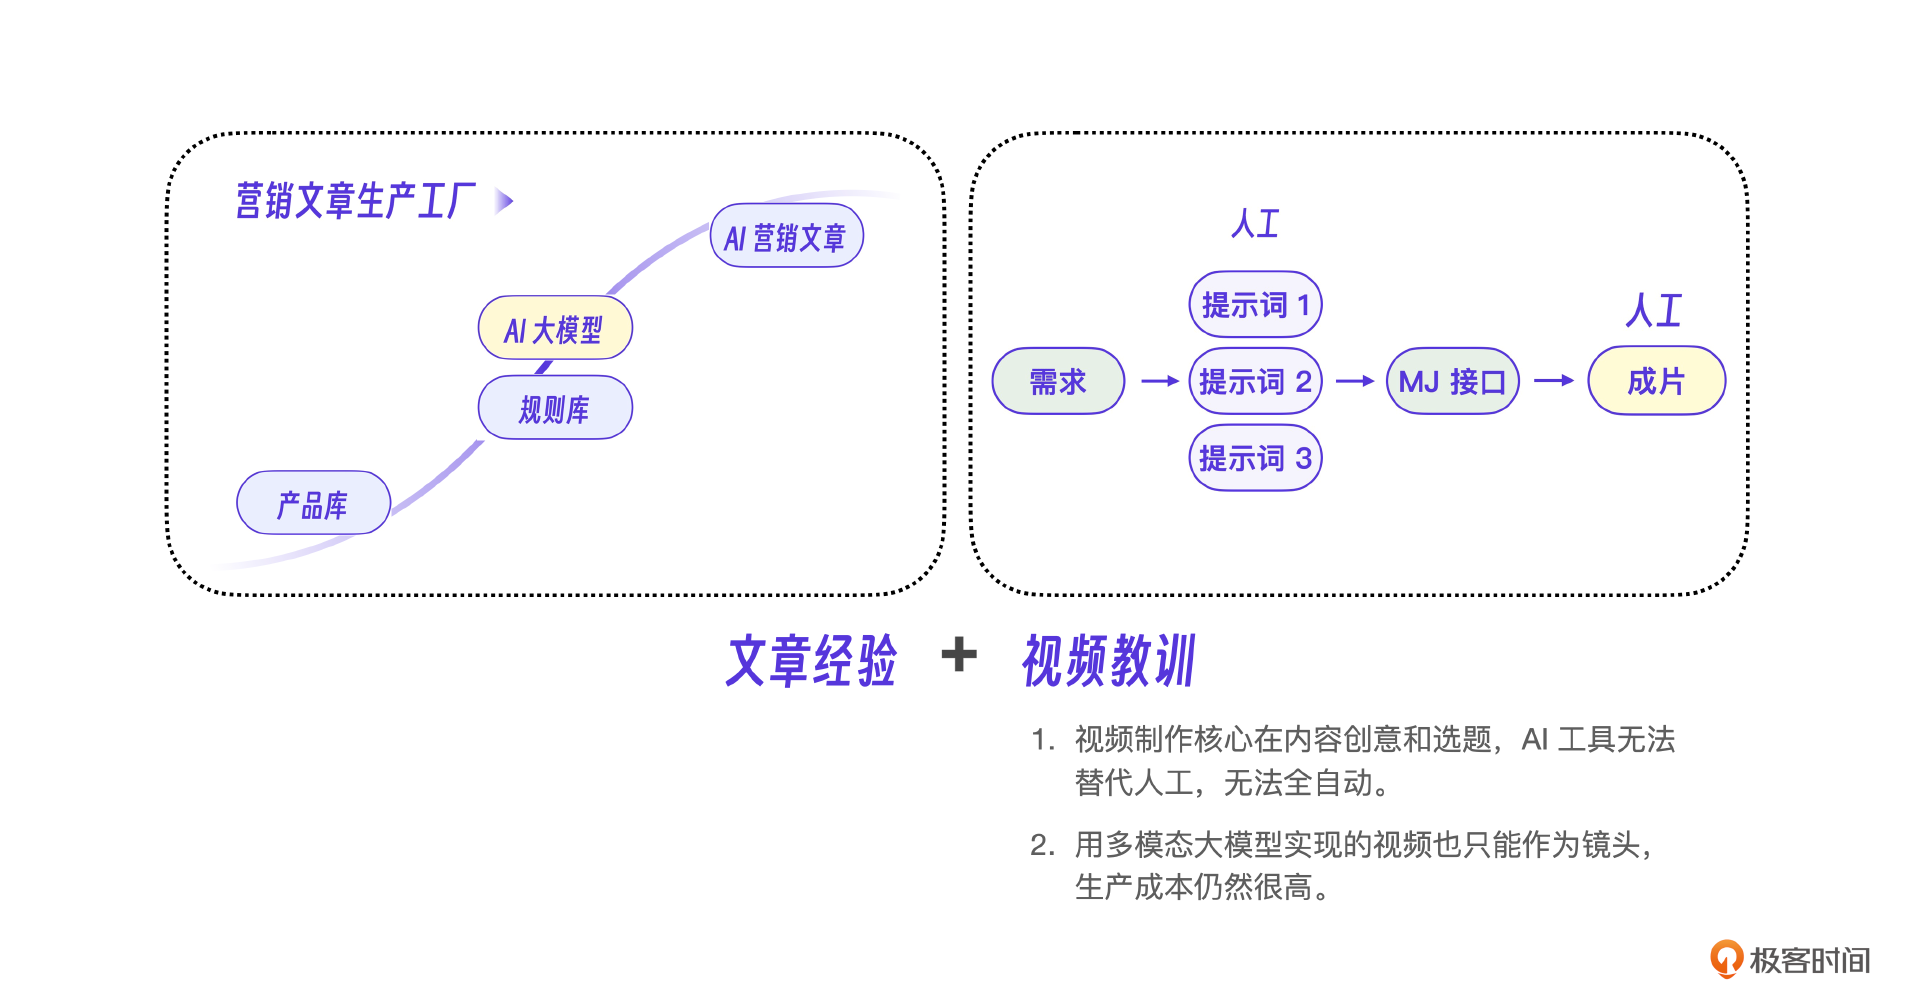 营销文章生产工厂
AI 营销文章
AI 大模型
规则库
产品库
人工
提示词 1
需求
提示词 2
MJ 接口
人工
成片
提示词 3
文章经验 + 视频教训
1. 视频制作核心在内容创意和选题，AI 工具无法
替代人工，无法全自动。
2. 用多模态大模型实现的视频也只能作为镜头，
生产成本仍然很高。
极客时间